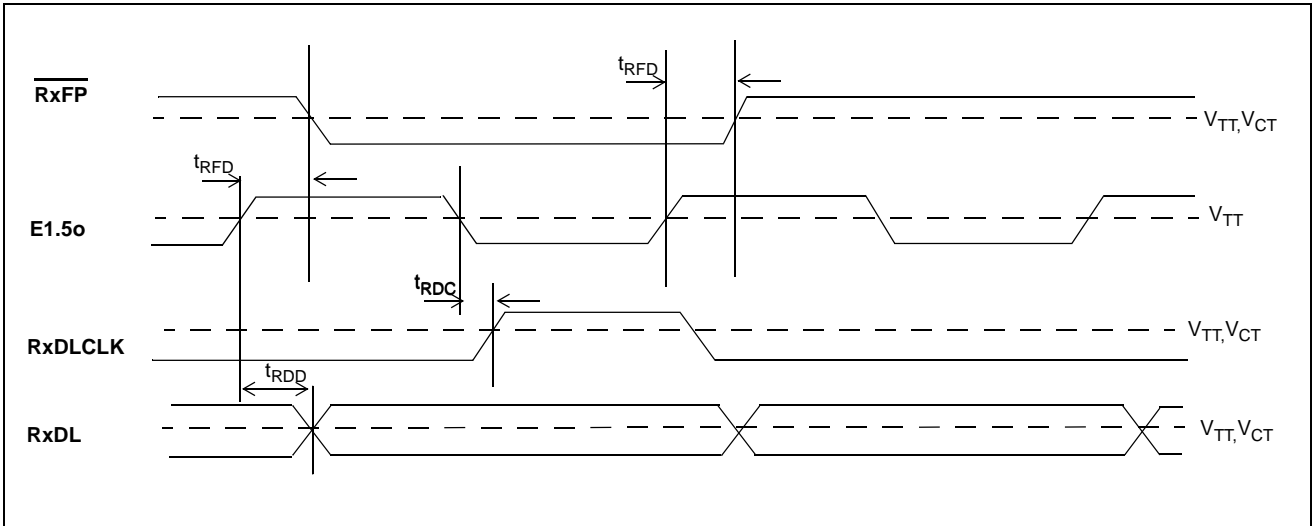 tRFD
RxFP
VTT,VCT
tRFD
E1.5o
VTT
tRDC
RxDLCLK
VTT,VCT
tRDD
RxDL
VTT,VCT